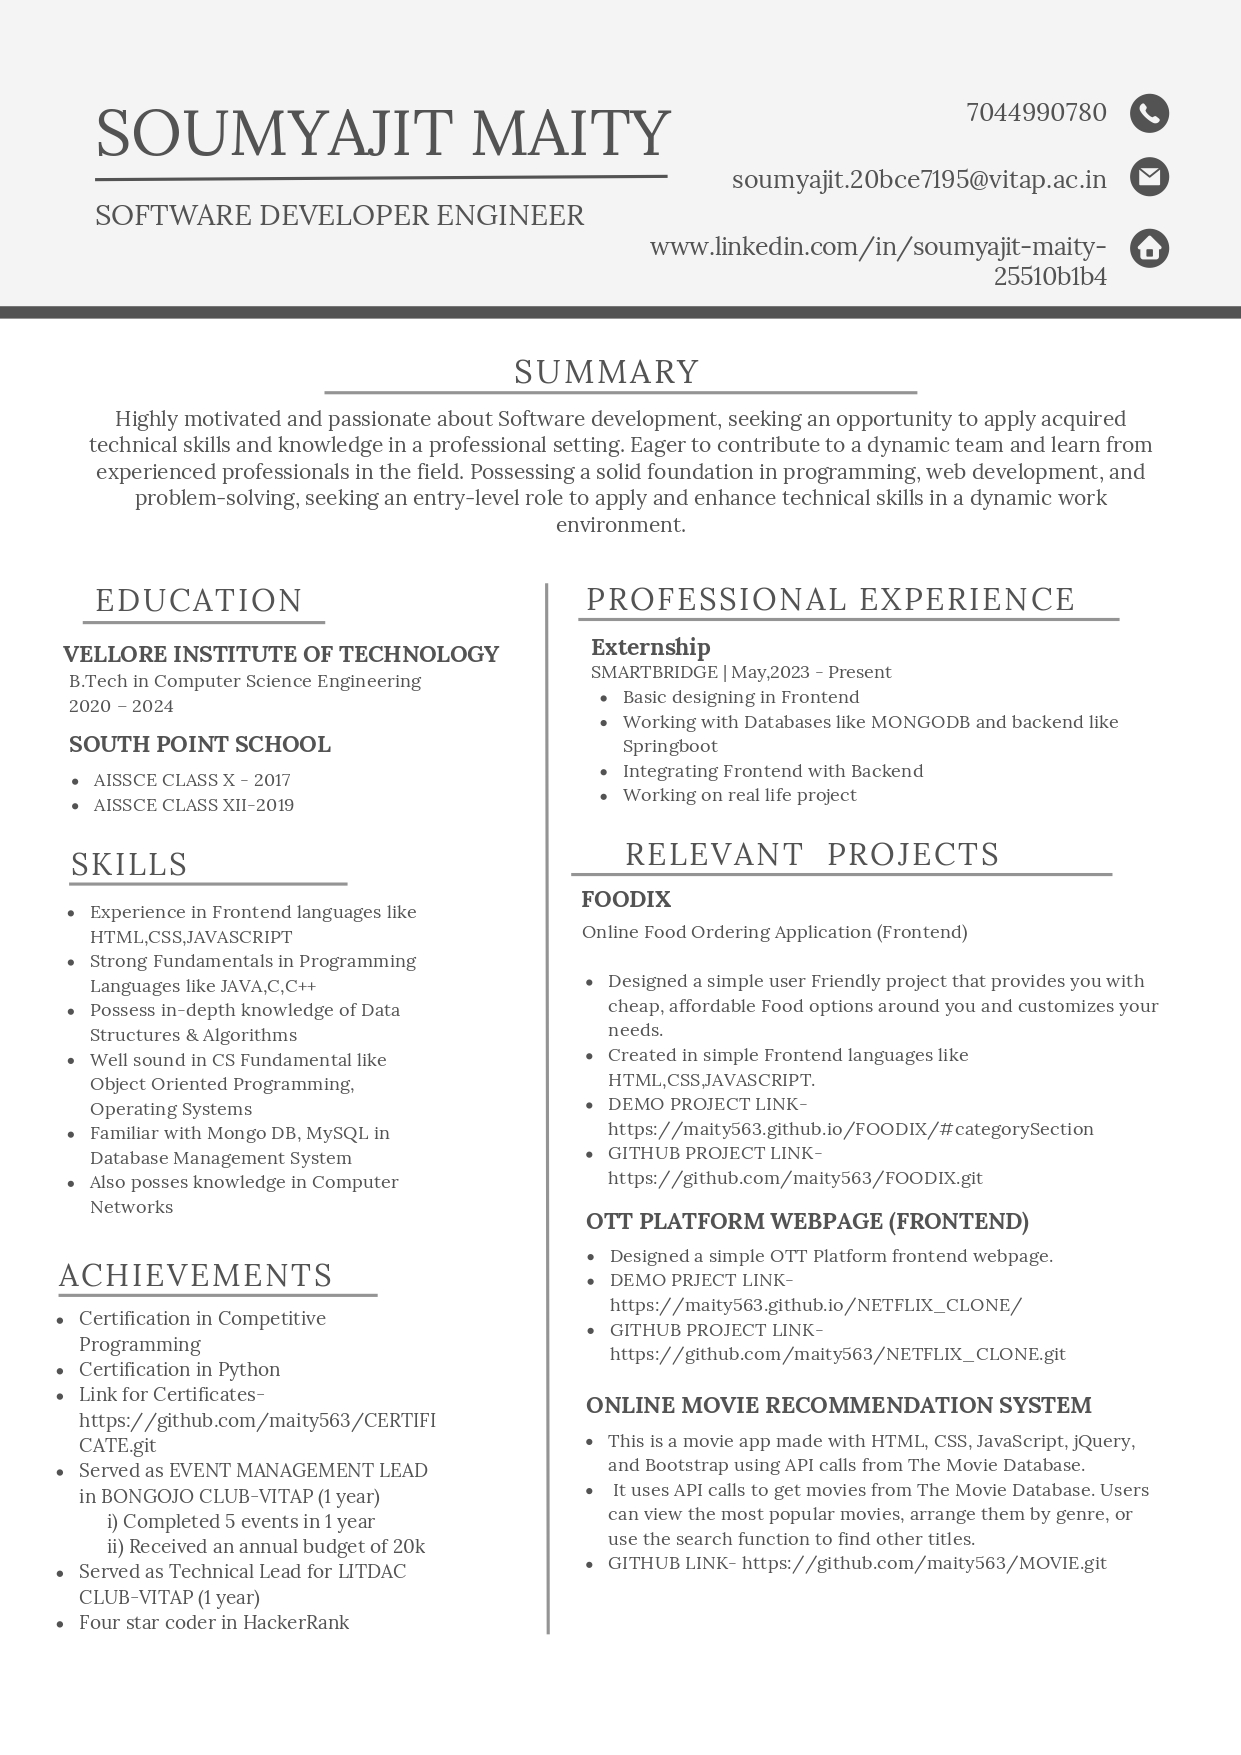 SOUMYAJIT MAITY
SOFTWARE DEVELOPER ENGINEER
7044990780
soumyajit.20bce7195@vitap.ac.in
www.linkedin.com/in/soumyajit-maity-
25510b1b4
SUMMARY
Highly motivated and passionate about Software development, seeking an opportunity to apply acquired
technical skills and knowledge in a professional setting. Eager to contribute to a dynamic team and learn from
experienced professionals in the field. Possessing a solid foundation in programming, web development, and
problem-solving, seeking an entry-level role to apply and enhance technical skills in a dynamic work
environment.
EDUCATION
VELLORE INSTITUTE OF TECHNOLOGY
B.Tech in Computer Science Engineering
2020 – 2024
SOUTH POINT SCHOOL
• AISSCE CLASS X - 2017
• AISSCE CLASS XII-2019
SKILLS
• Experience in Frontend languages like
HTML,CSS,JAVASCRIPT
• Strong Fundamentals in Programming
Languages like JAVA,C,C++
• Possess in-depth knowledge of Data
Structures & Algorithms
• Well sound in CS Fundamental like
Object Oriented Programming,
Operating Systems
• Familiar with Mongo DB, MySQL in
Database Management System
• Also posses knowledge in Computer
Networks
ACHIEVEMENTS
• Certification in Competitive
Programming
• Certification in Python
• Link for Certificates-
https://github.com/maity563/CERTIFI
CATE.git
• Served as EVENT MANAGEMENT LEAD
in BONGOJO CLUB-VITAP (1 year)
i) Completed 5 events in 1 year
ii) Received an annual budget of 20k
• Served as Technical Lead for LITDAC
CLUB-VITAP (1 year)
• Four star coder in HackerRank
PROFESSIONAL EXPERIENCE
Externship
SMARTBRIDGE | May,2023 - Present
• Basic designing in Frontend
• Working with Databases like MONGODB and backend like
Springboot
• Integrating Frontend with Backend
• Working on real life project
RELEVANT PROJECTS
FOODIX
Online Food Ordering Application (Frontend)
• Designed a simple user Friendly project that provides you with
cheap, affordable Food options around you and customizes your
needs.
• Created in simple Frontend languages like
HTML,CSS,JAVASCRIPT.
• DEMO PROJECT LINK-
https://maity563.github.io/FOODIX/#categorySection
• GITHUB PROJECT LINK-
https://github.com/maity563/FOODIX.git
OTT PLATFORM WEBPAGE (FRONTEND)
• Designed a simple OTT Platform frontend webpage.
• DEMO PRJECT LINK-
https://maity563.github.io/NETFLIX_CLONE/
• GITHUB PROJECT LINK-
https://github.com/maity563/NETFLIX_CLONE.git
ONLINE MOVIE RECOMMENDATION SYSTEM
• This is a movie app made with HTML, CSS, JavaScript, jQuery,
and Bootstrap using API calls from The Movie Database.
• It uses API calls to get movies from The Movie Database. Users
can view the most popular movies, arrange them by genre, or
use the search function to find other titles.
• GITHUB LINK- https://github.com/maity563/MOVIE.git